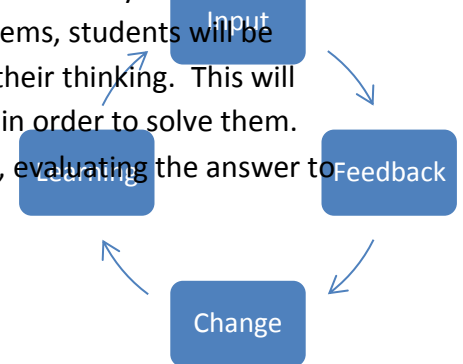 Input
ems, students will be
their thinking.  This will
in order to solve them.
, evaluating the answer to
Learning
Feedback
Change